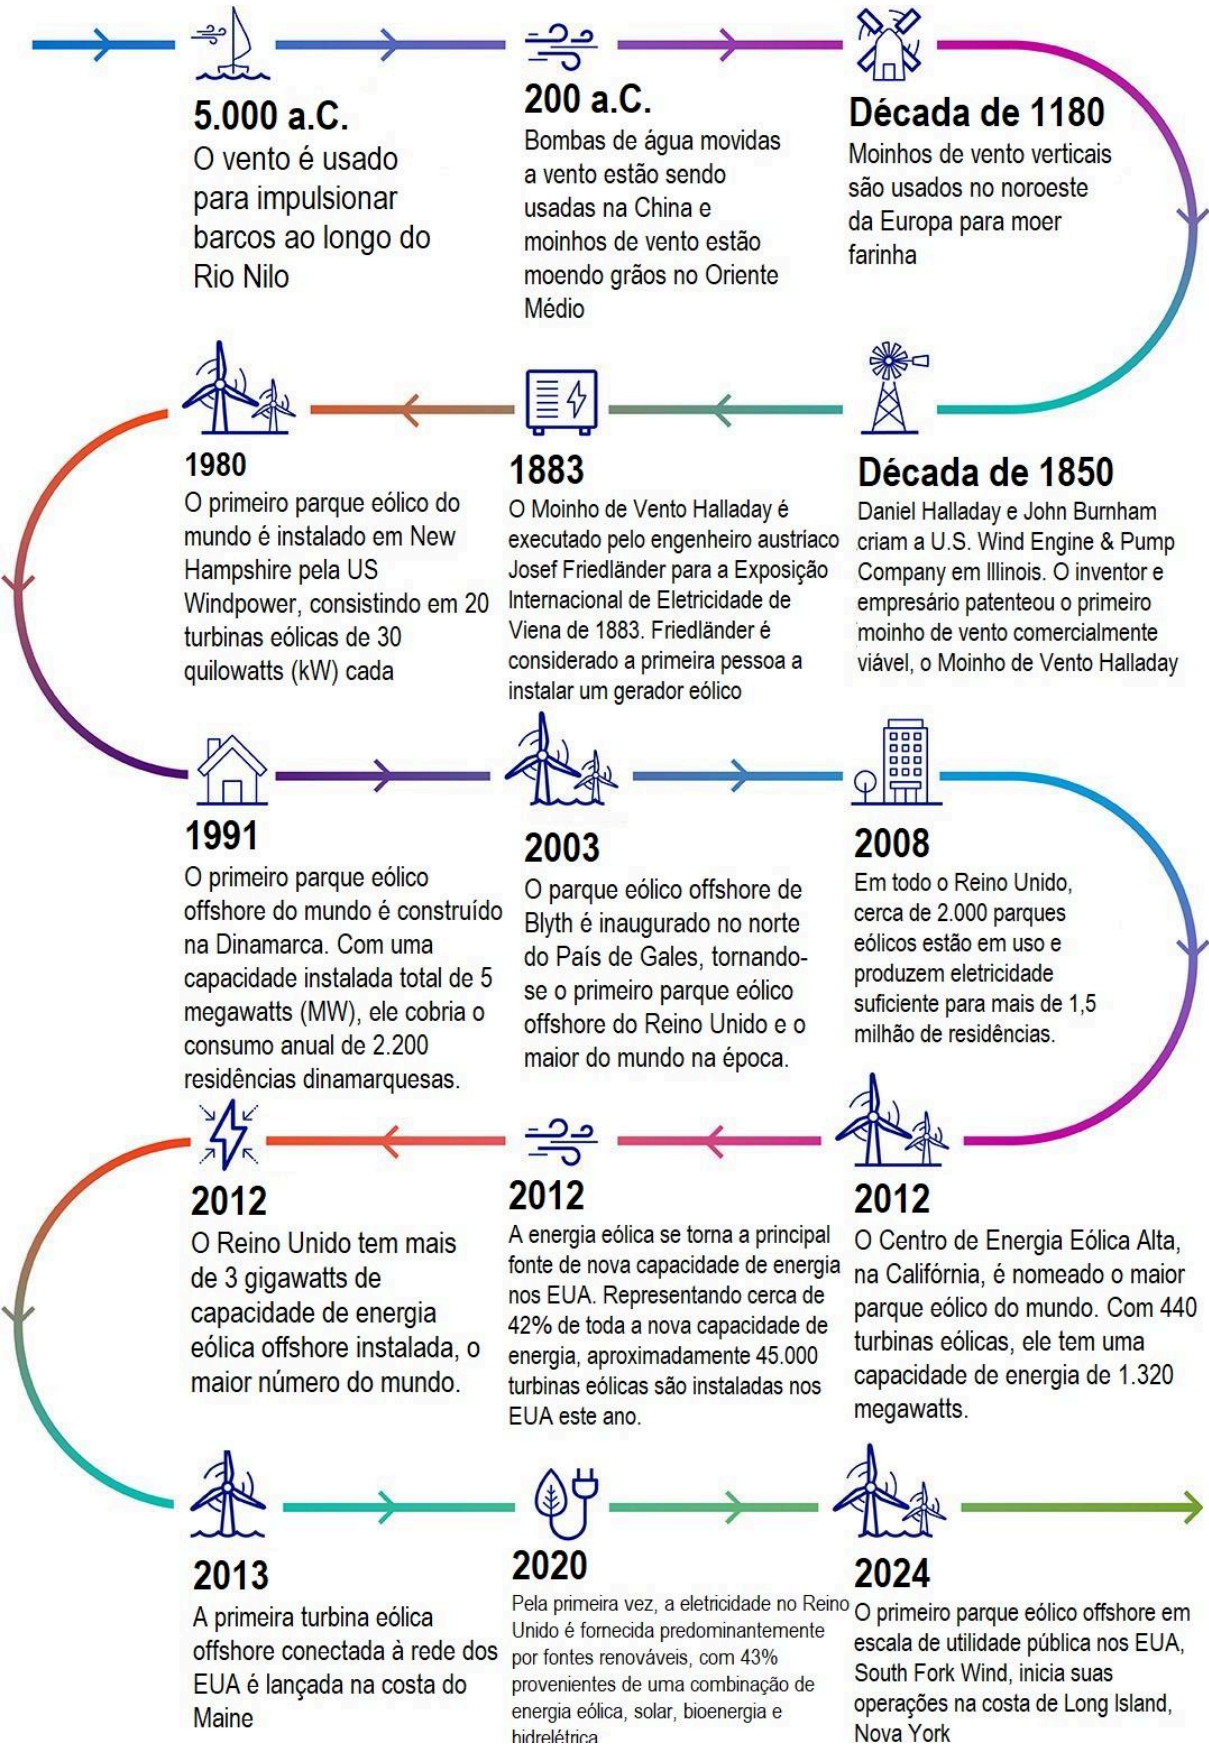 5.000 a.C.
O vento é usado
para impulsionar
barcos ao longo do
Rio Nilo
200 a.C.
Bombas de água movidas
a vento estão sendo
usadas na China e
moinhos de vento estão
moendo grãos no Oriente
Médio
Década de 1180
Moinhos de vento verticais
são usados no noroeste
da Europa para moer
farinha
Década de 1850
Daniel Halladay e John Burnham
criam a U.S. Wind Engine & Pump
Company em Illinois. O inventor e
empresário patenteou o primeiro
moinho de vento comercialmente
viável, o Moinho de Vento Halladay
1883
O Moinho de Vento Halladay é
executado pelo engenheiro austriaco
Josef Friedländer para a Exposição
Internacional de Eletricidade de
Viena de 1883. Friedländer é
considerado a primeira pessoa a
instalar um gerador eólico
1980
O primeiro parque eólico do
mundo é instalado em New
Hampshire pela US
Windpower, consistindo em 20
turbinas eólicas de 30
quilowatts (kW) cada
1991
O primeiro parque eólico
offshore do mundo é construído
na Dinamarca. Com uma
capacidade instalada total de 5
megawatts (MW), ele cobria o
consumo anual de 2.200
residências dinamarquesas.
2003
O parque eólico offshore de
Blyth é inaugurado no norte
do País de Gales, tornando-
se o primeiro parque eólico
offshore do Reino Unido e o
maior do mundo na época.
2008
Em todo o Reino Unido,
cerca de 2.000 parques
eólicos estão em uso e
produzem eletricidade
suficiente para mais de 1,5
milhão de residências.
2012
O Centro de Energia Eólica Alta,
na Califórnia, é nomeado o maior
parque eólico do mundo. Com 440
turbinas eólicas, ele tem uma
capacidade de energia de 1.320
megawatts.
2012
A energia eólica se torna a principal
fonte de nova capacidade de energia
nos EUA. Representando cerca de
42% de toda a nova capacidade de
energia, aproximadamente 45.000
turbinas eólicas são instaladas nos
EUA este ano.
2012
O Reino Unido tem mais
de 3 gigawatts de
capacidade de energia
eólica offshore instalada, o
maior número do mundo.
2013
A primeira turbina eólica
offshore conectada à rede dos
EUA é lançada na costa do
Maine
2020
Pela primeira vez, a eletricidade no Reino
Unido é fornecida predominantemente
por fontes renováveis, com 43%
provenientes de uma combinação de
energia eólica, solar, bioenergia e
hidrelétrica
2024
O primeiro parque eólico offshore em
escala de utilidade pública nos EUA,
South Fork Wind, inicia suas
operações na costa de Long Island,
Nova York